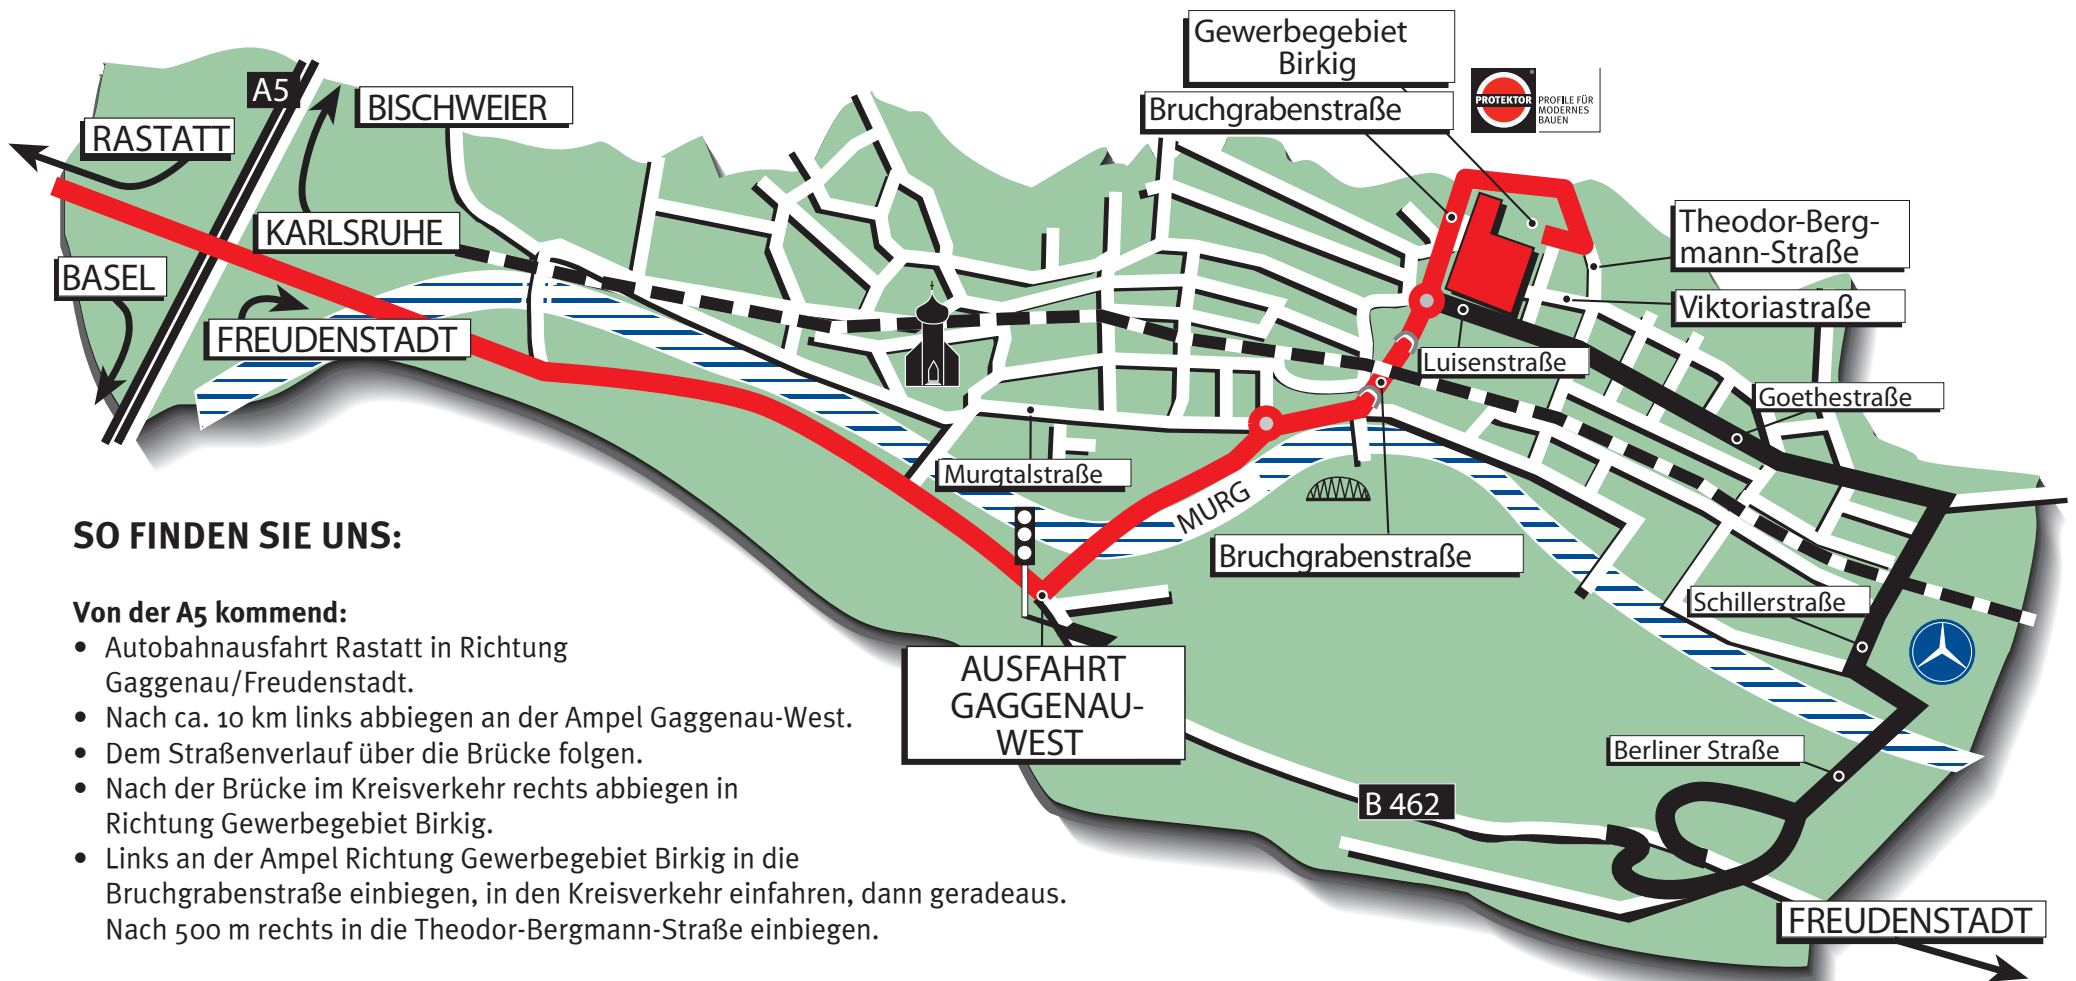 Gewerbegebiet
Birkig
A5
BISCHWEIER
Bruchgrabenstraße
PROTEKTOR
PROFILE FÜR
MODERNES
BAUEN
RASTATT
KARLSRUHE
Theodor-Berg-
mann-Straße
BASEL
Viktoriastraße
FREUDENSTADT
Luisenstraße
Goethestraße
Murgtalstraße
MURG
Bruchgrabenstraße
Schillerstraße
AUSFAHRT
GAGGENAU-
WEST
Berliner Straße
B 462
FREUDENSTADT
SO FINDEN SIE UNS:
Von der A5 kommend:
• Autobahnausfahrt Rastatt in Richtung
Gaggenau/Freudenstadt.
• Nach ca. 10 km links abbiegen an der Ampel Gaggenau-West.
• Dem Straßenverlauf über die Brücke folgen.
• Nach der Brücke im Kreisverkehr rechts abbiegen in
Richtung Gewerbegebiet Birkig.
• Links an der Ampel Richtung Gewerbegebiet Birkig in die
Bruchgrabenstraße einbiegen, in den Kreisverkehr einfahren, dann geradeaus.
Nach 500 m rechts in die Theodor-Bergmann-Straße einbiegen.